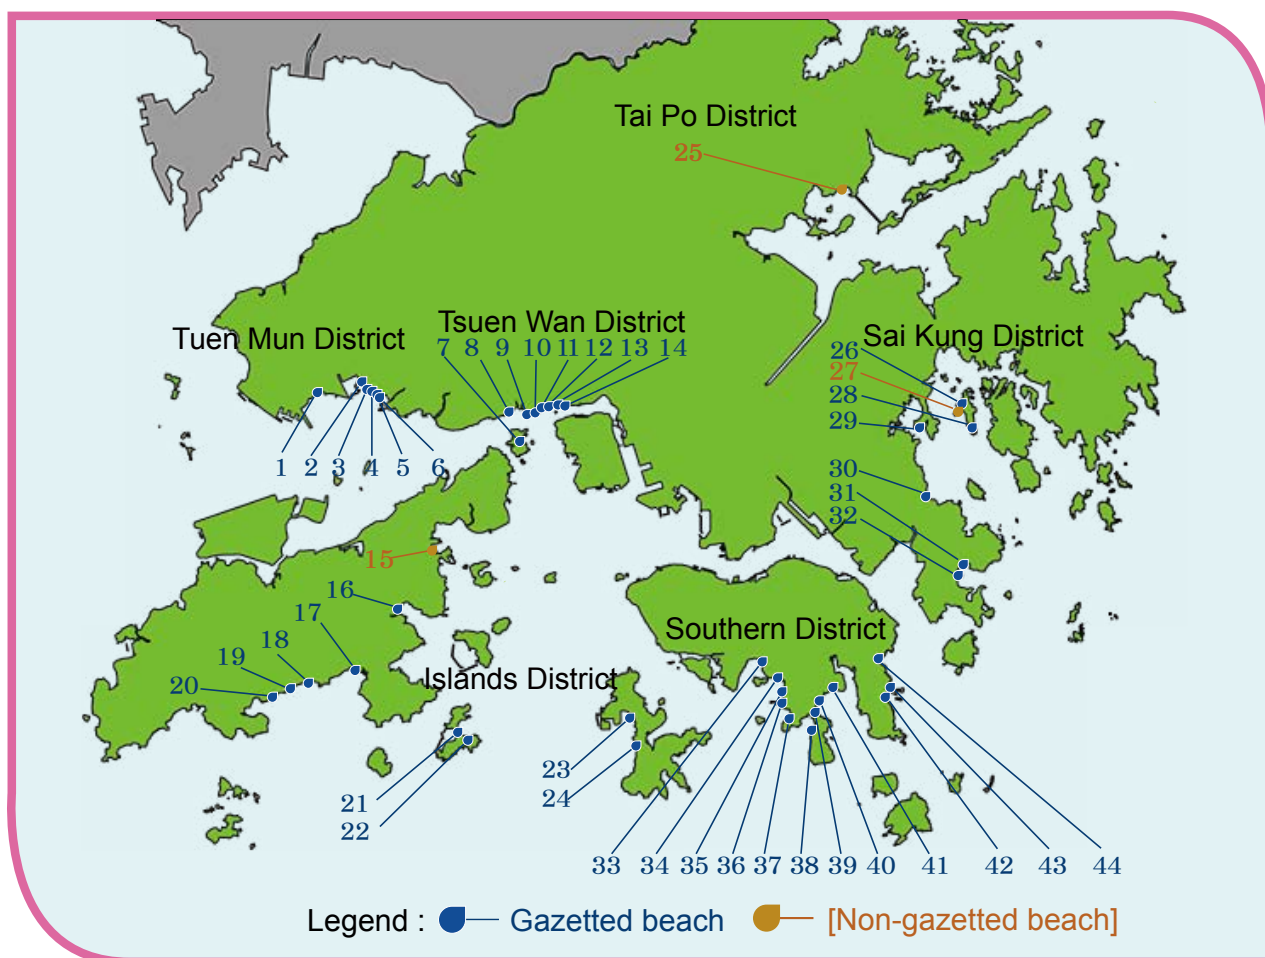 Tai Po District
25
Tuen Mun District
Tsuen Wan District
Sai Kung District
7 8 9 10 11 12 13 14
26
27
28
29
1 2 3 4 5 6
30
31
32
15
16
17
18
19
20
Southern District
Islands District
23
24
21
22
33 34 35 36 37 38 39 40 41 42 43 44
Legend : Gazetted beach [Non-gazetted beach]